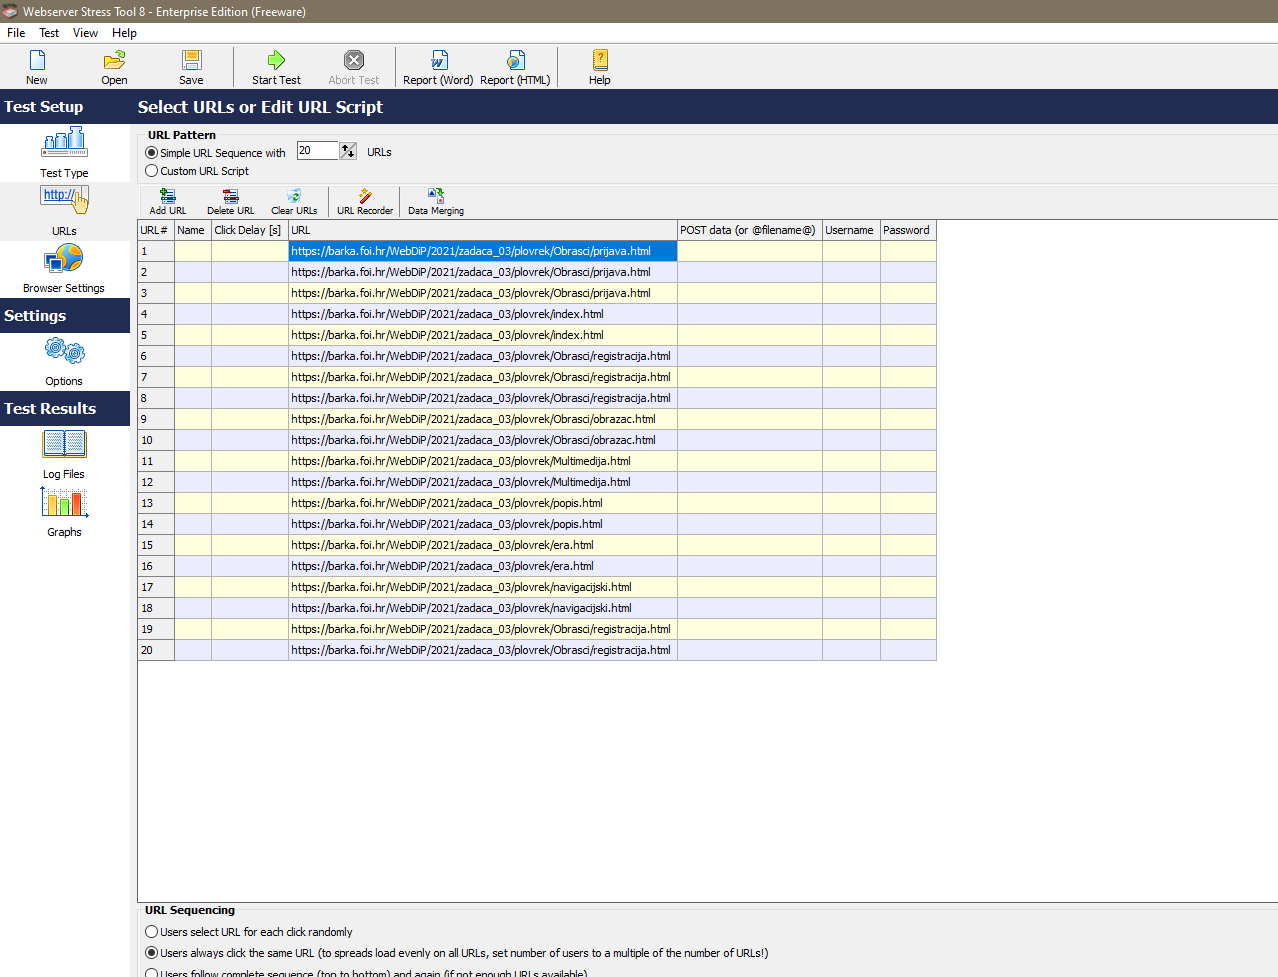 Webserver Stress Tool 8 - Enterprise Edition (Freeware)
File Test View Help
New Open Save Start Test Abort Test Report (Word) Report (HTML) Help
Test Setup
Test Type
http://
URLs
Browser Settings
Settings
Options
Test Results
Log Files
Graphs
Select URLs or Edit URL Script
URL Pattern
Simple URL Sequence with 20 URLs
Custom URL Script
Add URL Delete URL Clear URLs URL Recorder Data Merging
URL# Name Click Delay [s] URL POST data (or @filename@) Username Password
1 https://barka.foi.hr/WebDiP/2021/zadaca_03/plovrek/Obrasci/prijava.html
2 https://barka.foi.hr/WebDiP/2021/zadaca_03/plovrek/Obrasci/prijava.html
3 https://barka.foi.hr/WebDiP/2021/zadaca_03/plovrek/Obrasci/prijava.html
4 https://barka.foi.hr/WebDiP/2021/zadaca_03/plovrek/index.html
5 https://barka.foi.hr/WebDiP/2021/zadaca_03/plovrek/index.html
6 https://barka.foi.hr/WebDiP/2021/zadaca_03/plovrek/Obrasci/registracija.html
7 https://barka.foi.hr/WebDiP/2021/zadaca_03/plovrek/Obrasci/registracija.html
8 https://barka.foi.hr/WebDiP/2021/zadaca_03/plovrek/Obrasci/registracija.html
9 https://barka.foi.hr/WebDiP/2021/zadaca_03/plovrek/Obrasci/obrazac.html
10 https://barka.foi.hr/WebDiP/2021/zadaca_03/plovrek/Obrasci/obrazac.html
11 https://barka.foi.hr/WebDiP/2021/zadaca_03/plovrek/Multimedija.html
12 https://barka.foi.hr/WebDiP/2021/zadaca_03/plovrek/Multimedija.html
13 https://barka.foi.hr/WebDiP/2021/zadaca_03/plovrek/popis.html
14 https://barka.foi.hr/WebDiP/2021/zadaca_03/plovrek/popis.html
15 https://barka.foi.hr/WebDiP/2021/zadaca_03/plovrek/era.html
16 https://barka.foi.hr/WebDiP/2021/zadaca_03/plovrek/era.html
17 https://barka.foi.hr/WebDiP/2021/zadaca_03/plovrek/navigacijski.html
18 https://barka.foi.hr/WebDiP/2021/zadaca_03/plovrek/navigacijski.html
19 https://barka.foi.hr/WebDiP/2021/zadaca_03/plovrek/Obrasci/registracija.html
20 https://barka.foi.hr/WebDiP/2021/zadaca_03/plovrek/Obrasci/registracija.html
URL Sequencing
Users select URL for each click randomly
Users always click the same URL (to spreads load evenly on all URLs, set number of users to a multiple of the number of URLs!)
Users follow complete sequence (top to bottom) and again (if not enough URLs available)